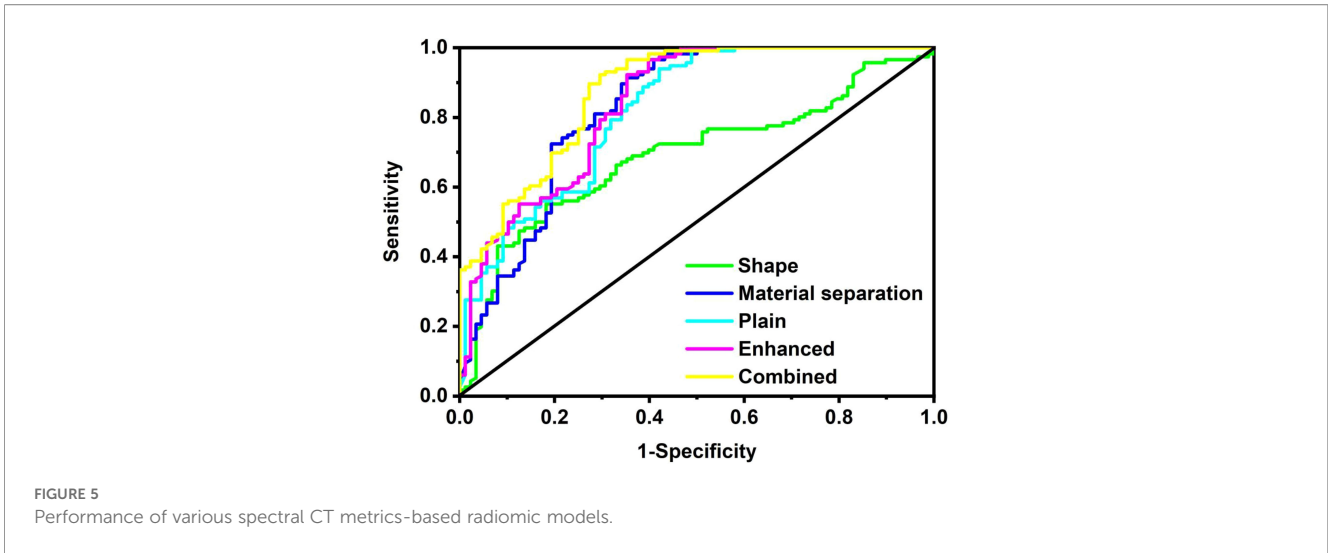 1.0
0.8
0.6
0.4
0.2
0.0
Sensitivity
Shape
Material separation
Plain
Enhanced
Combined
0.0 0.2 0.4 0.6 0.8 1.0
1-Specificity
FIGURE 5
Performance of various spectral CT metrics-based radiomic models.